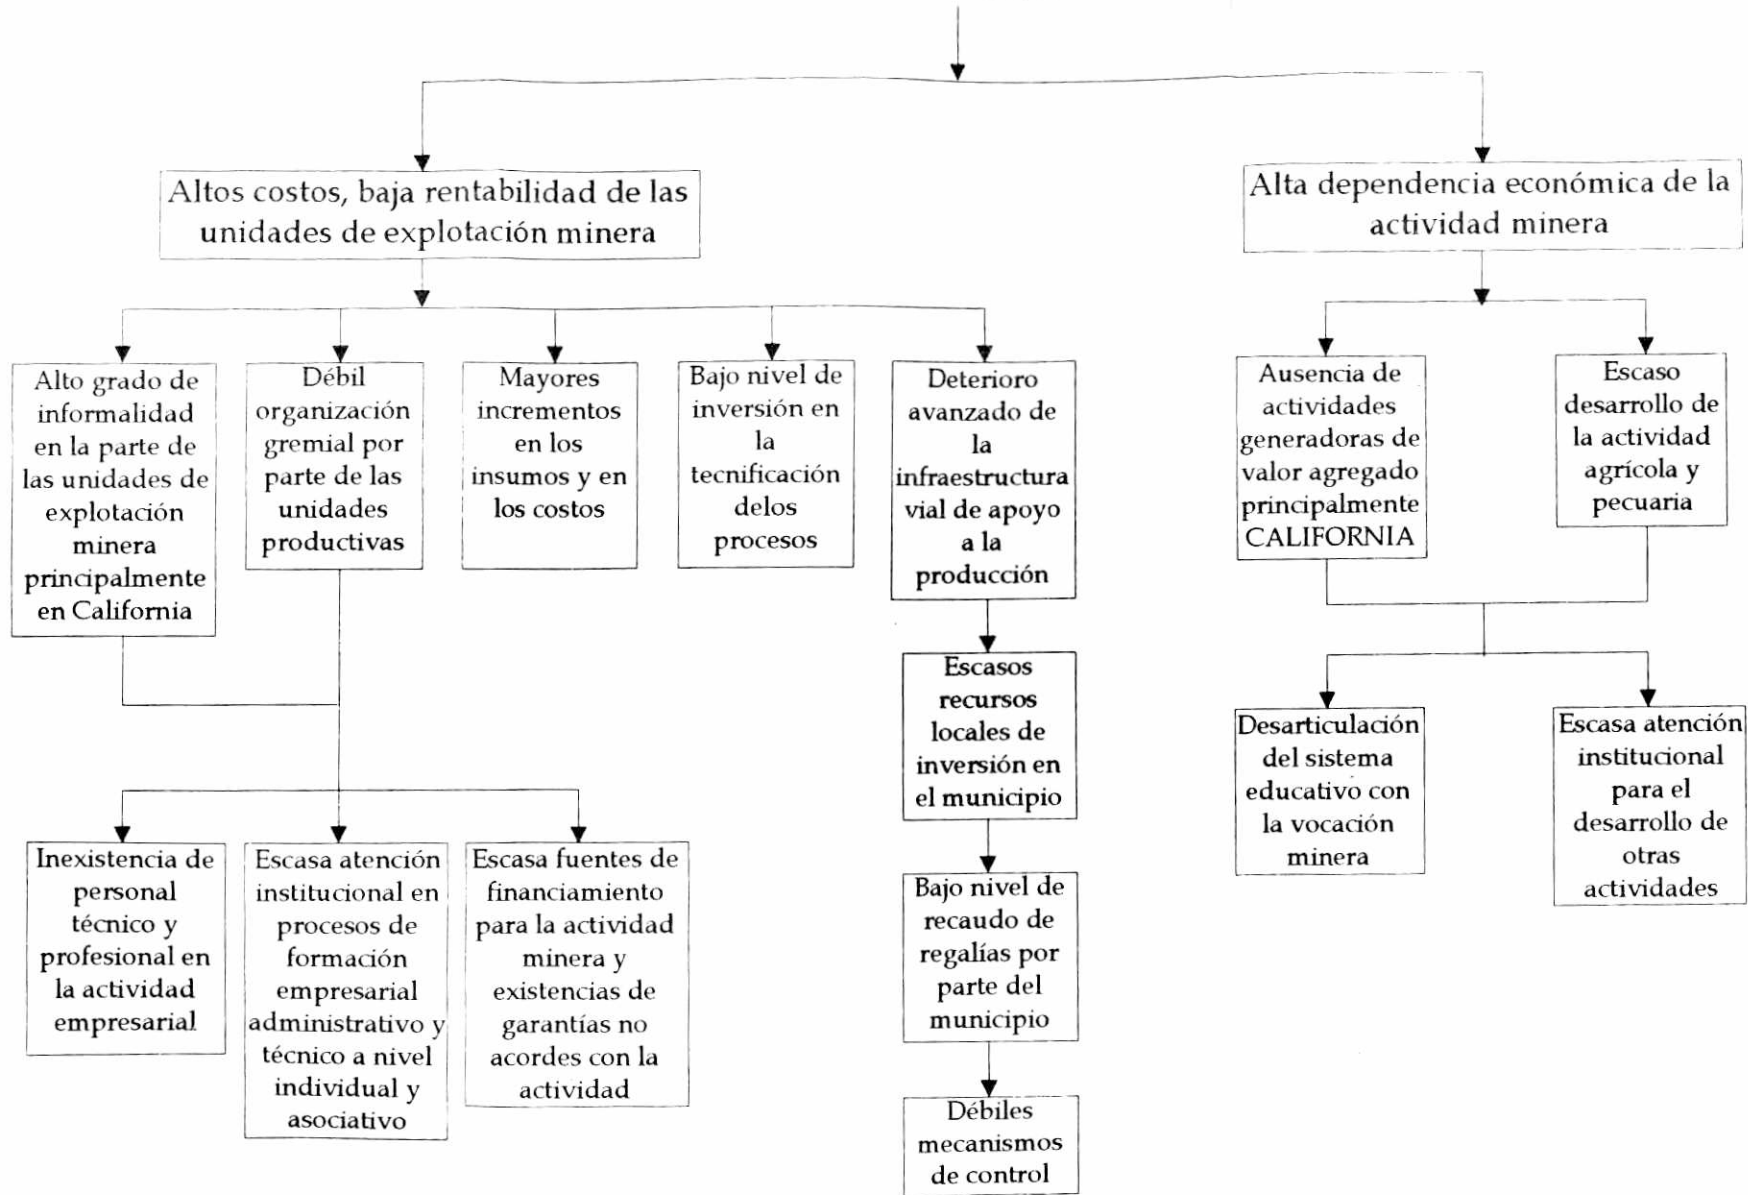 Altos costos, baja rentabilidad de las
unidades de explotación minera
Alta dependencia económica de la
actividad minera
Alto grado de
informalidad
en la parte de
las unidades de
explotación
minera
principalmente
en California
Débil
organización
gremial por
parte de las
unidades
productivas
Mayores
incrementos
en los
insumos y en
los costos
Bajo nivel de
inversión en
la
tecnificación
delos
procesos
Deterioro
avanzado de
la
infraestructura
vial de apoyo
a la
producción
Ausencia de
actividades
generadoras de
valor agregado
principalmente
CALIFORNIA
Escaso
desarrollo de
la actividad
agrícola y
pecuaria
Escasos
recursos
locales de
inversión en
el municipio
Desarticulación
del sistema
educativo con
la vocación
minera
Escasa atención
institucional
para el
desarrollo de
otras
actividades
Inexistencia de
personal
técnico y
profesional en
la actividad
empresarial
Escasa atención
institucional en
procesos de
formación
empresarial
administrativo y
técnico a nivel
individual y
asociativo
Escasa fuentes de
financiamiento
para la actividad
minera y
existencias de
garantías no
acordes con la
actividad
Bajo nivel de
recaudo de
regalías por
parte del
municipio
Débiles
mecanismos
de control